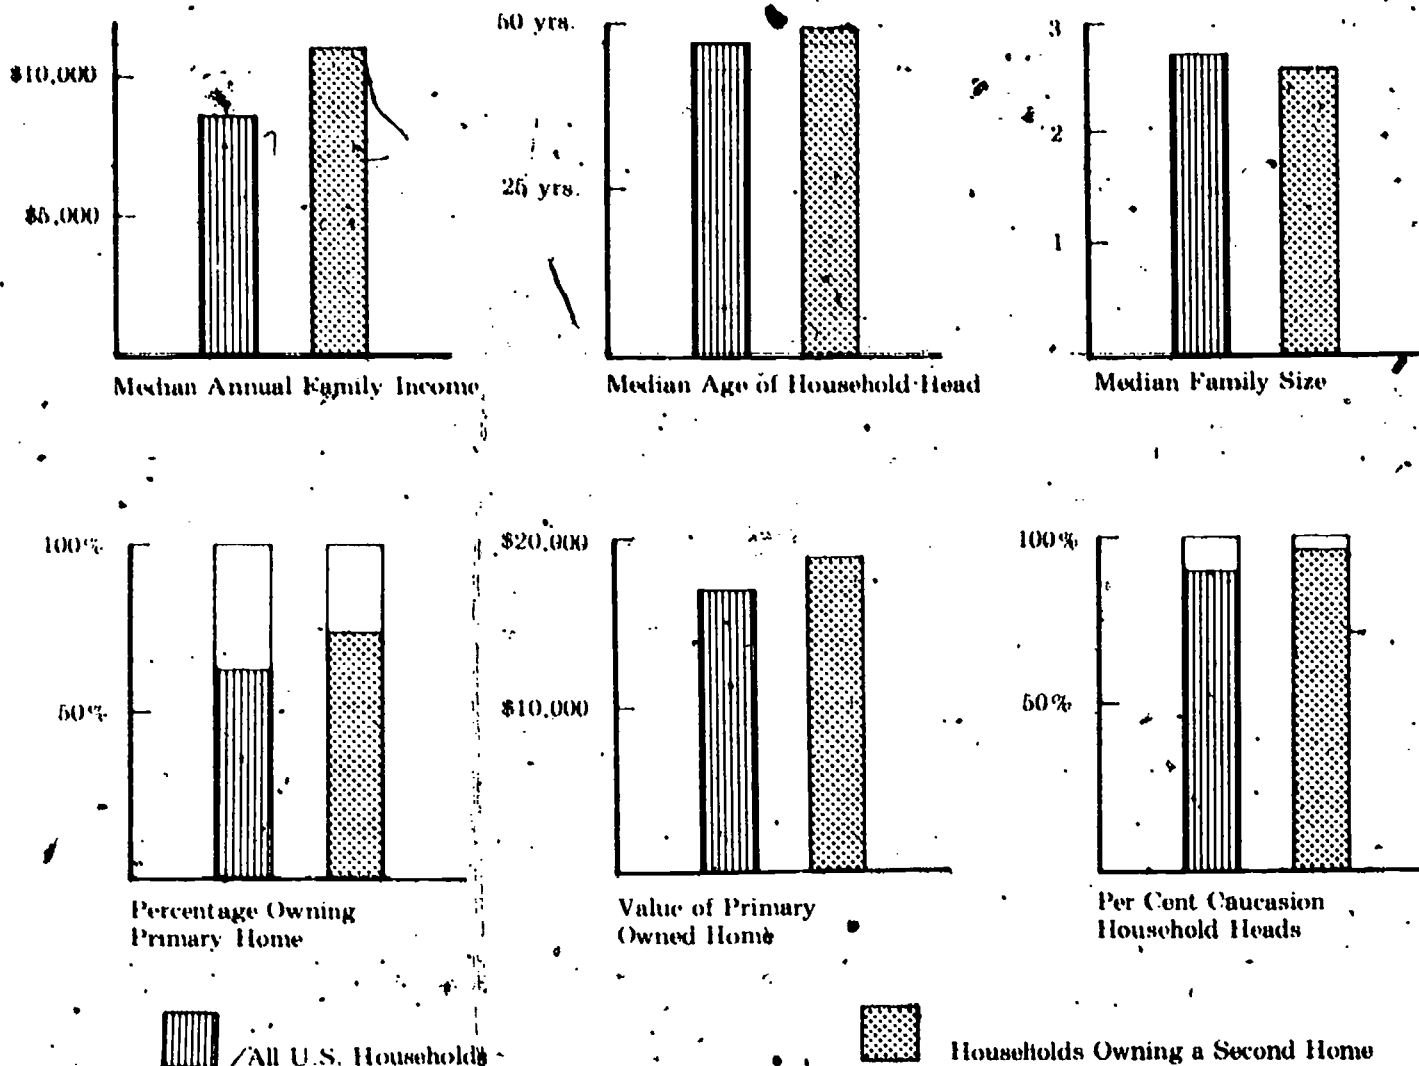 $10,000
$5,000
Median Annual Family Income
50 yrs.
25 yrs.
Median Age of Household Head
3
2
1
Median Family Size
100%
50%
Percentage Owning
Primary Home
$20,000
$10,000
Value of Primary
Owned Home
100%
50%
Per Cent Caucasion
Household Heads
All U.S. Households
Households Owning a Second Home